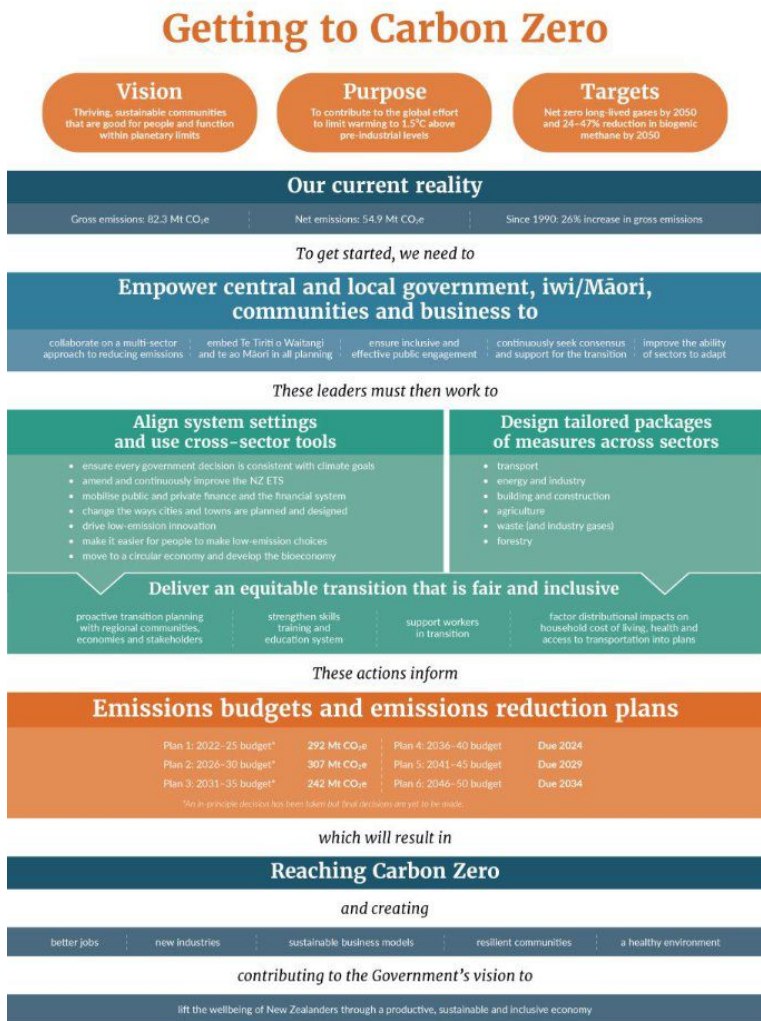 Getting to Carbon Zero
Vision
Thriving, sustainable communities
that are good for people and function
within planetary limits
Purpose
To contribute to the global effort
to limit warming to 1.5°C above
pre-industrial levels
Targets
Net zero long-lived gases by 2050
and 24–47% reduction in biogenic
methane by 2050
Our current reality
Gross emissions: 82.3 Mt CO₂e
Net emissions: 54.9 Mt CO₂e
Since 1990: 26% increase in gross emissions
To get started, we need to
Empower central and local government, iwi/Māori,
communities and business to
collaborate on a multi-sector
approach to reducing emissions
embed Te Tiriti o Waitangi
and te ao Māori in all planning
ensure inclusive and
effective public engagement
continuously seek consensus
and support for the transition
improve the ability
of sectors to adapt
These leaders must then work to
Align system settings
and use cross-sector tools
• ensure every government decision is consistent with climate goals
• amend and continuously improve the NZ ETS
• mobilise public and private finance and the financial system
• change the ways cities and towns are planned and designed
• drive low-emission innovation
• make it easier for people to make low-emission choices
• move to a circular economy and develop the bioeconomy
Design tailored packages
of measures across sectors
• transport
• energy and industry
• building and construction
• agriculture
• waste (and industry gases)
• forestry
Deliver an equitable transition that is fair and inclusive
proactive transition planning
with regional communities,
economies and stakeholders
strengthen skills
training and
education system
support workers
in transition
factor distributional impacts on
household cost of living, health and
access to transportation into plans
These actions inform
Emissions budgets and emissions reduction plans
Plan 1: 2022–25 budget* 292 Mt CO₂e
Plan 2: 2026–30 budget* 307 Mt CO₂e
Plan 3: 2031–35 budget* 242 Mt CO₂e
Plan 4: 2036–40 budget Due 2024
Plan 5: 2041–45 budget Due 2029
Plan 6: 2046–50 budget Due 2034
*An in-principle decision has been taken but final decisions are yet to be made.
which will result in
Reaching Carbon Zero
and creating
better jobs
new industries
sustainable business models
resilient communities
a healthy environment
contributing to the Government's vision to
lift the wellbeing of New Zealanders through a productive, sustainable and inclusive economy